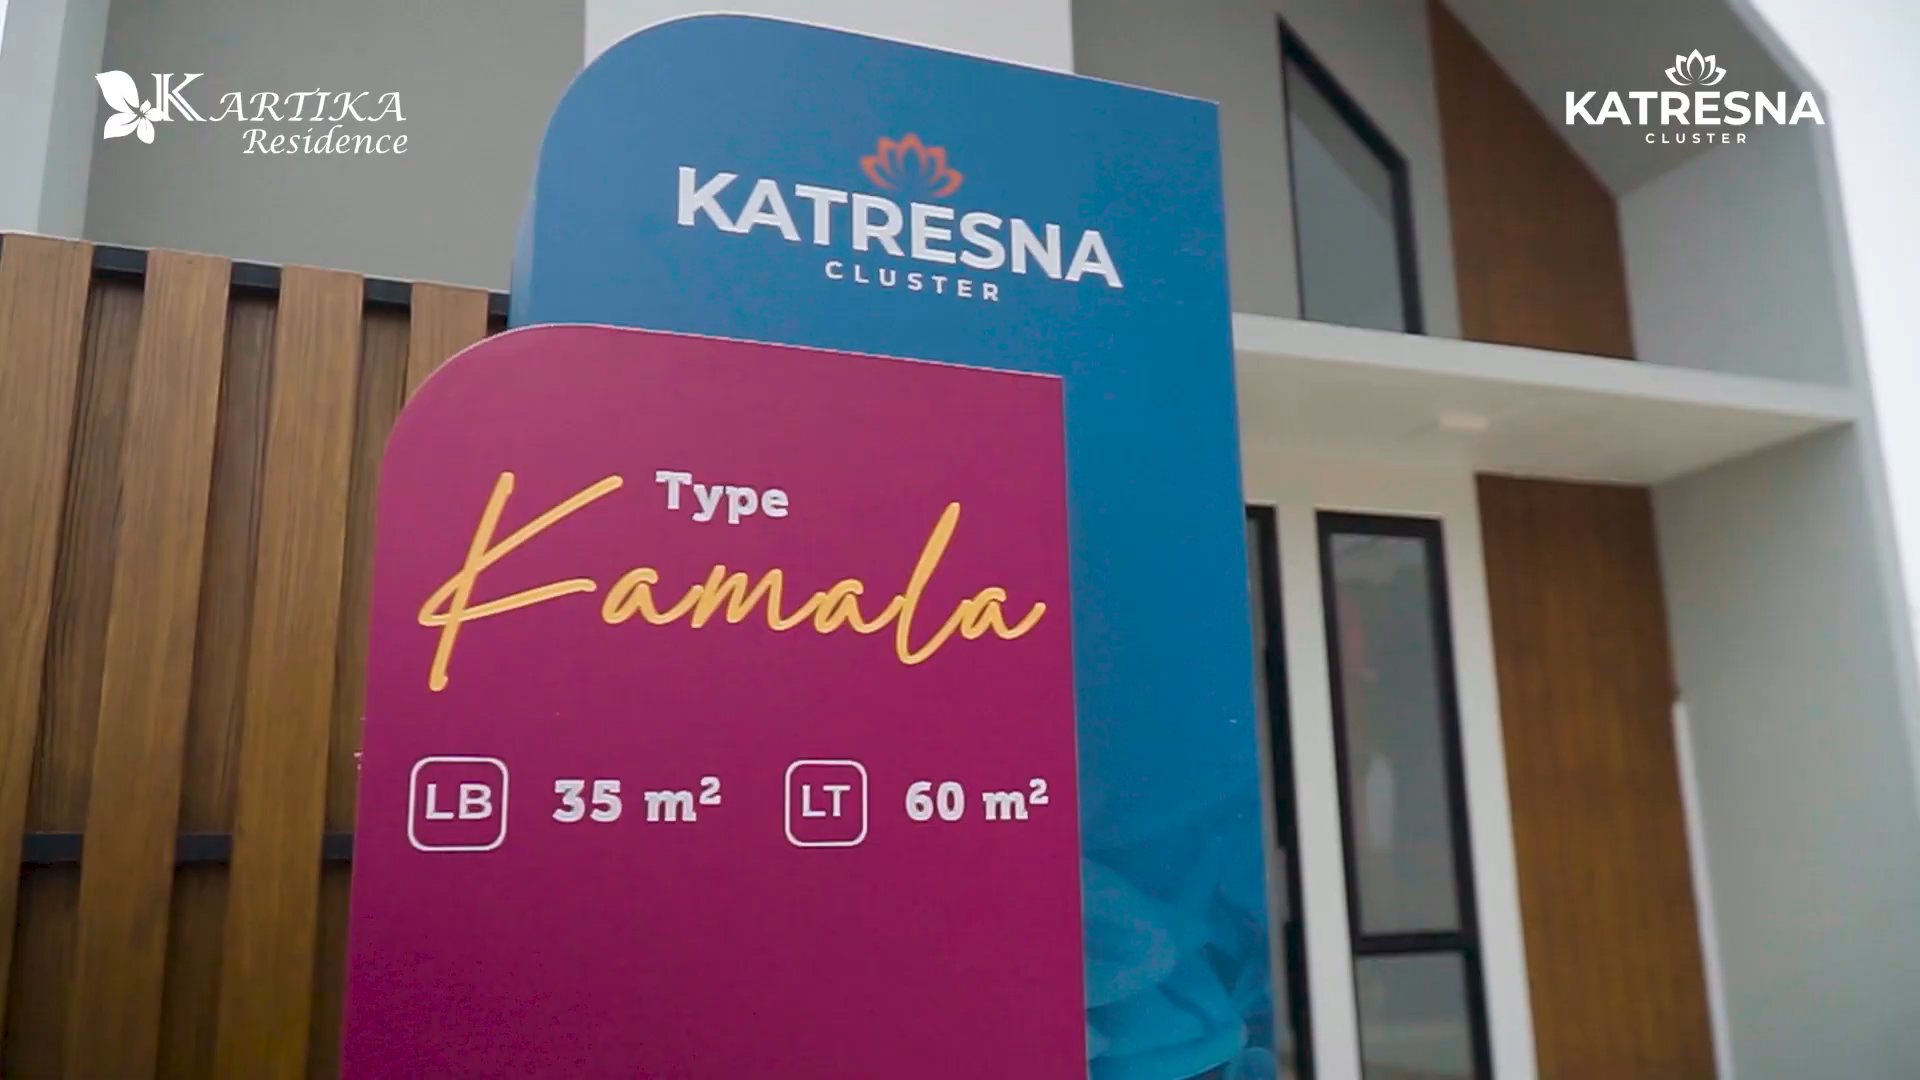 KARTIKA
Residence
KATRESNA
CLUSTER
KATRESNA
CLUSTER
Type
Kamala
LB 35 m² LT 60 m²